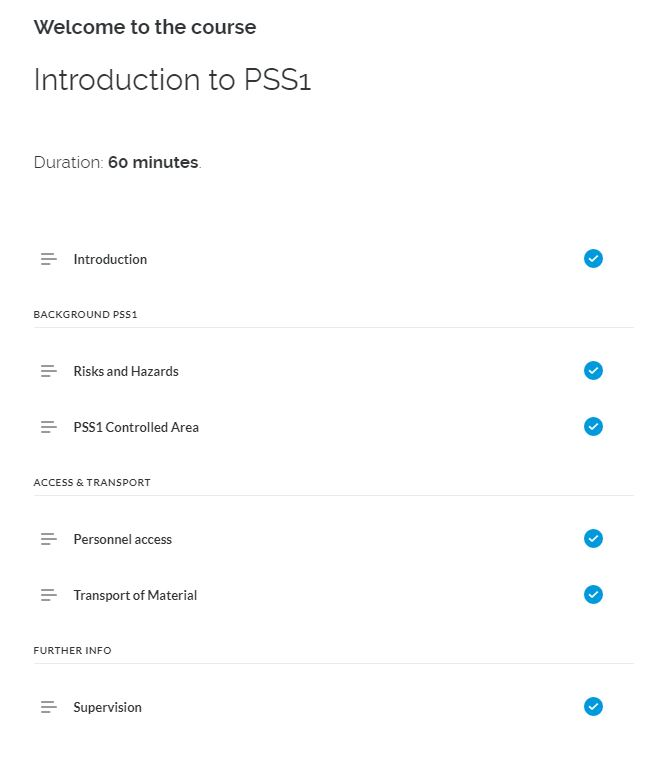 Welcome to the course
Introduction to PSS1
Duration: 60 minutes.
Introduction
BACKGROUND PSS1
Risks and Hazards
PSS1 Controlled Area
ACCESS & TRANSPORT
Personnel access
Transport of Material
FURTHER INFO
Supervision